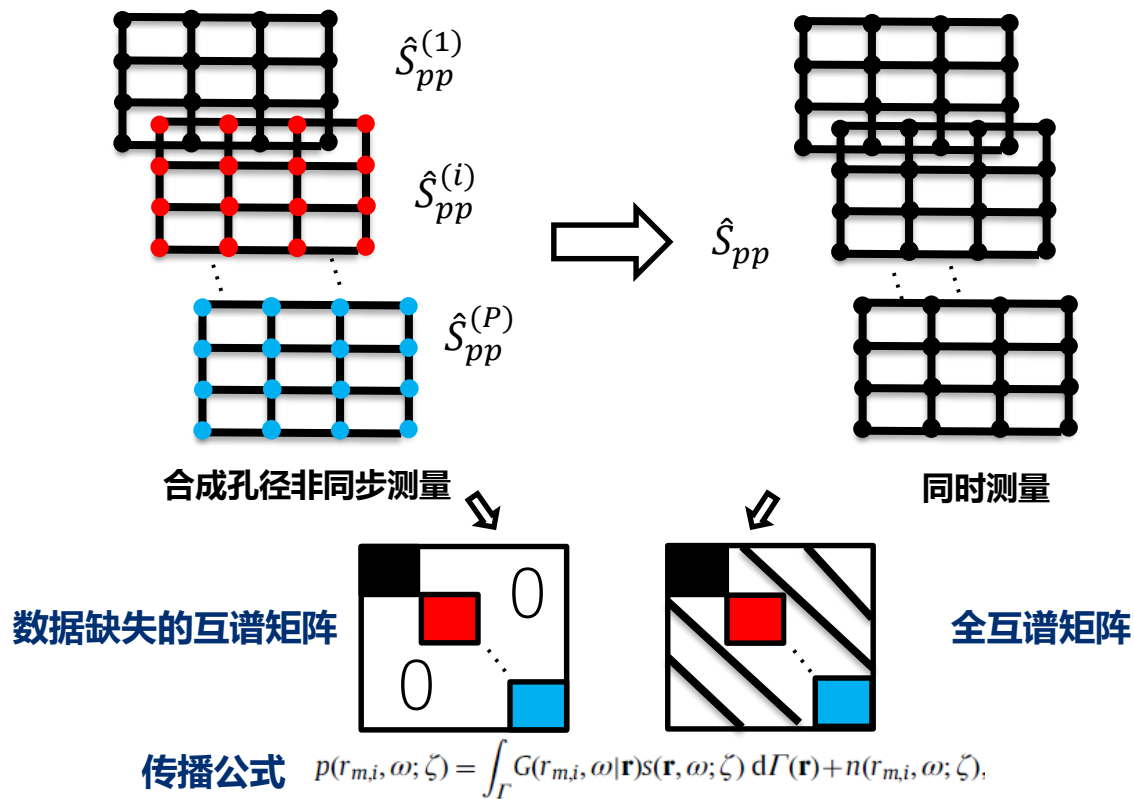 Ŝ_{pp}^{(1)}
Ŝ_{pp}^{(i)}
Ŝ_{pp}
Ŝ_{pp}^{(P)}
合成孔径非同步测量
同时测量
0
数据缺失的互谱矩阵
全互谱矩阵
0
传播公式 p(r_{m,i}, ω; ζ) = ∫_Γ G(r_{m,i}, ω|𝐫)s(𝐫, ω; ζ) dΓ(𝐫)+n(r_{m,i}, ω; ζ),